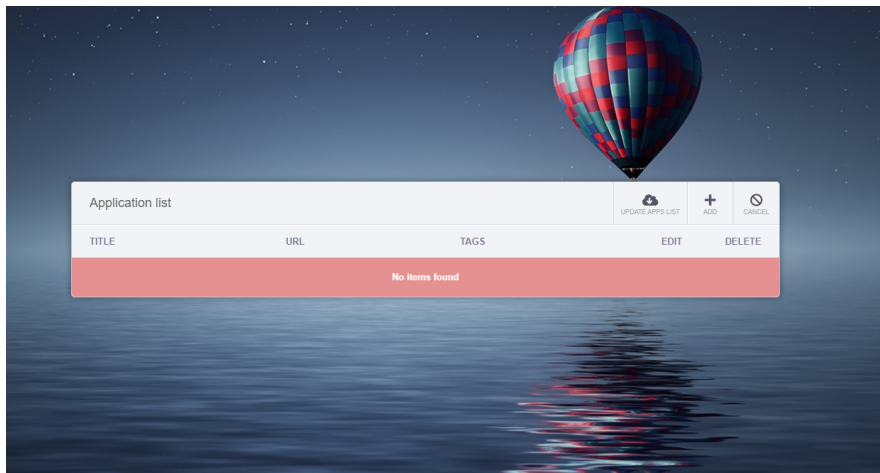 Application list
UPDATE APPS LIST
ADD
CANCEL
TITLE URL TAGS EDIT DELETE
No items found